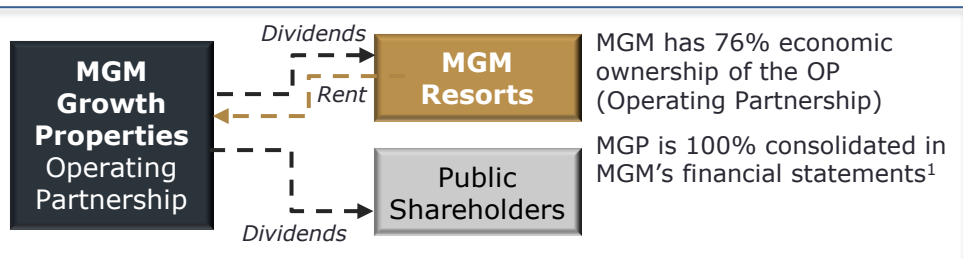 MGM
Growth
Properties
Operating
Partnership
Dividends
Rent
Dividends
MGM
Resorts
Public
Shareholders
MGM has 76% economic
ownership of the OP
(Operating Partnership)
MGP is 100% consolidated in
MGM’s financial statements¹